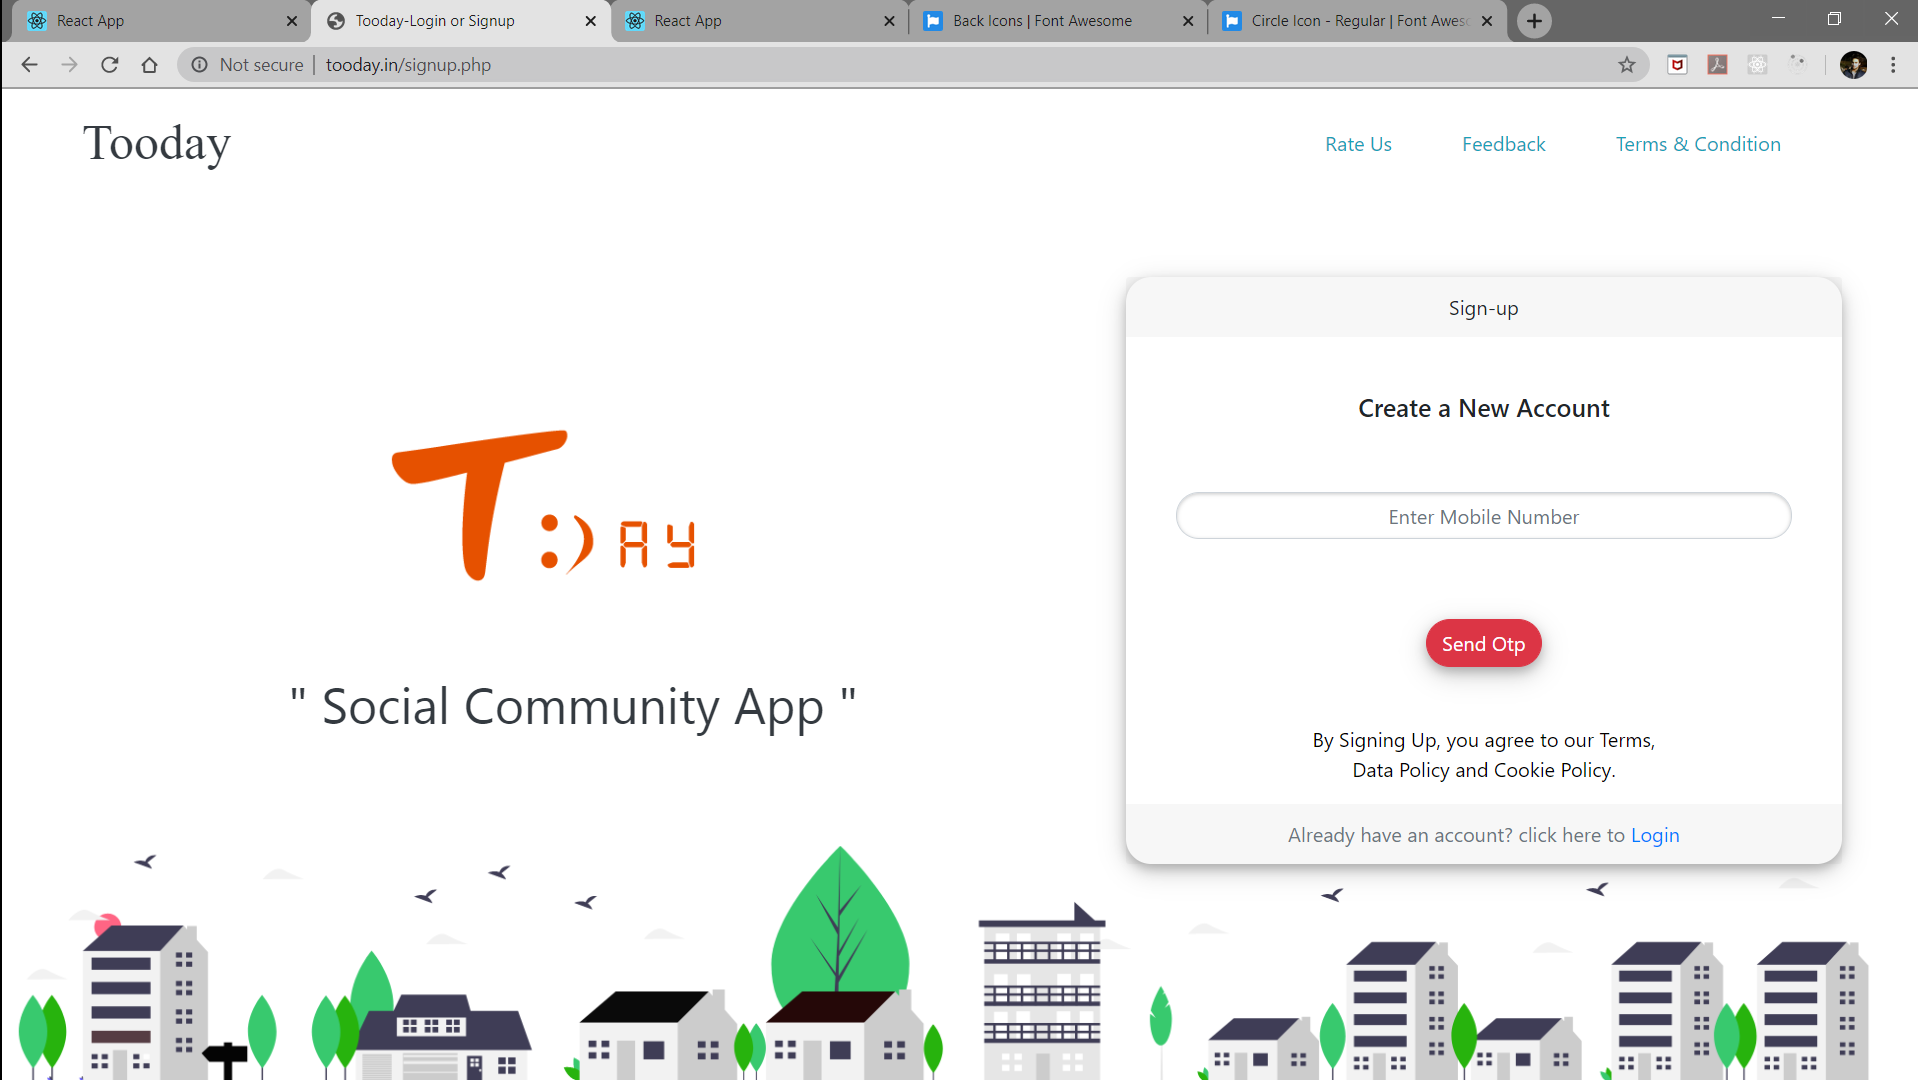 React App
Tooday-Login or Signup
React App
Back Icons | Font Awesome
Circle Icon - Regular | Font Awes
Not secure | tooday.in/signup.php
Tooday
Rate Us
Feedback
Terms & Condition
Sign-up
Create a New Account
Enter Mobile Number
Send Otp
By Signing Up, you agree to our Terms,
Data Policy and Cookie Policy.
Already have an account? click here to Login
T:)AY
" Social Community App "